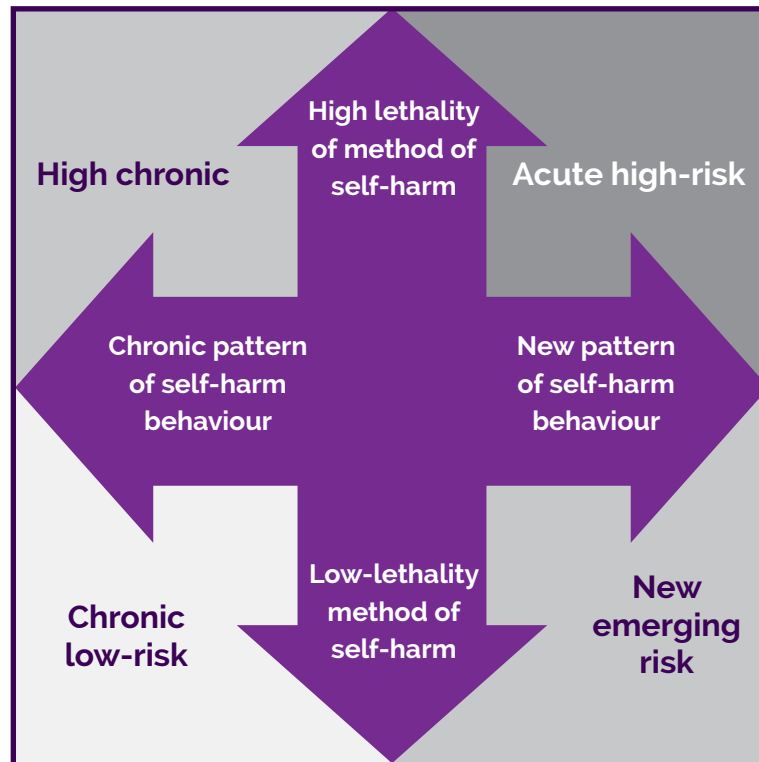 High lethality
of method of
self-harm
High chronic
Acute high-risk
Chronic pattern
of self-harm
behaviour
New pattern
of self-harm
behaviour
Low-lethality
method of
self-harm
Chronic
low-risk
New
emerging
risk